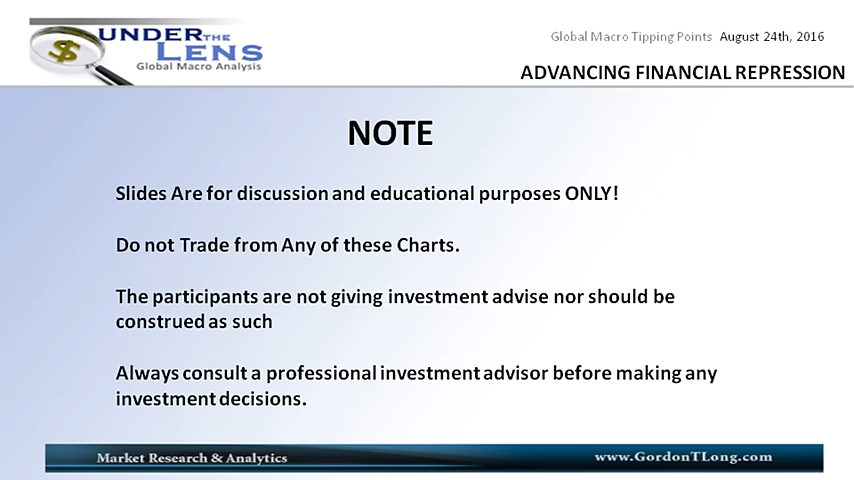 UNDER THE
LENS
Global Macro Analysis
Global Macro Tipping Points August 24th, 2016
ADVANCING FINANCIAL REPRESSION
NOTE
Slides Are for discussion and educational purposes ONLY!
Do not Trade from Any of these Charts.
The participants are not giving investment advise nor should be
construed as such
Always consult a professional investment advisor before making any
investment decisions.
Market Research & Analytics
www.GordonTLong.com